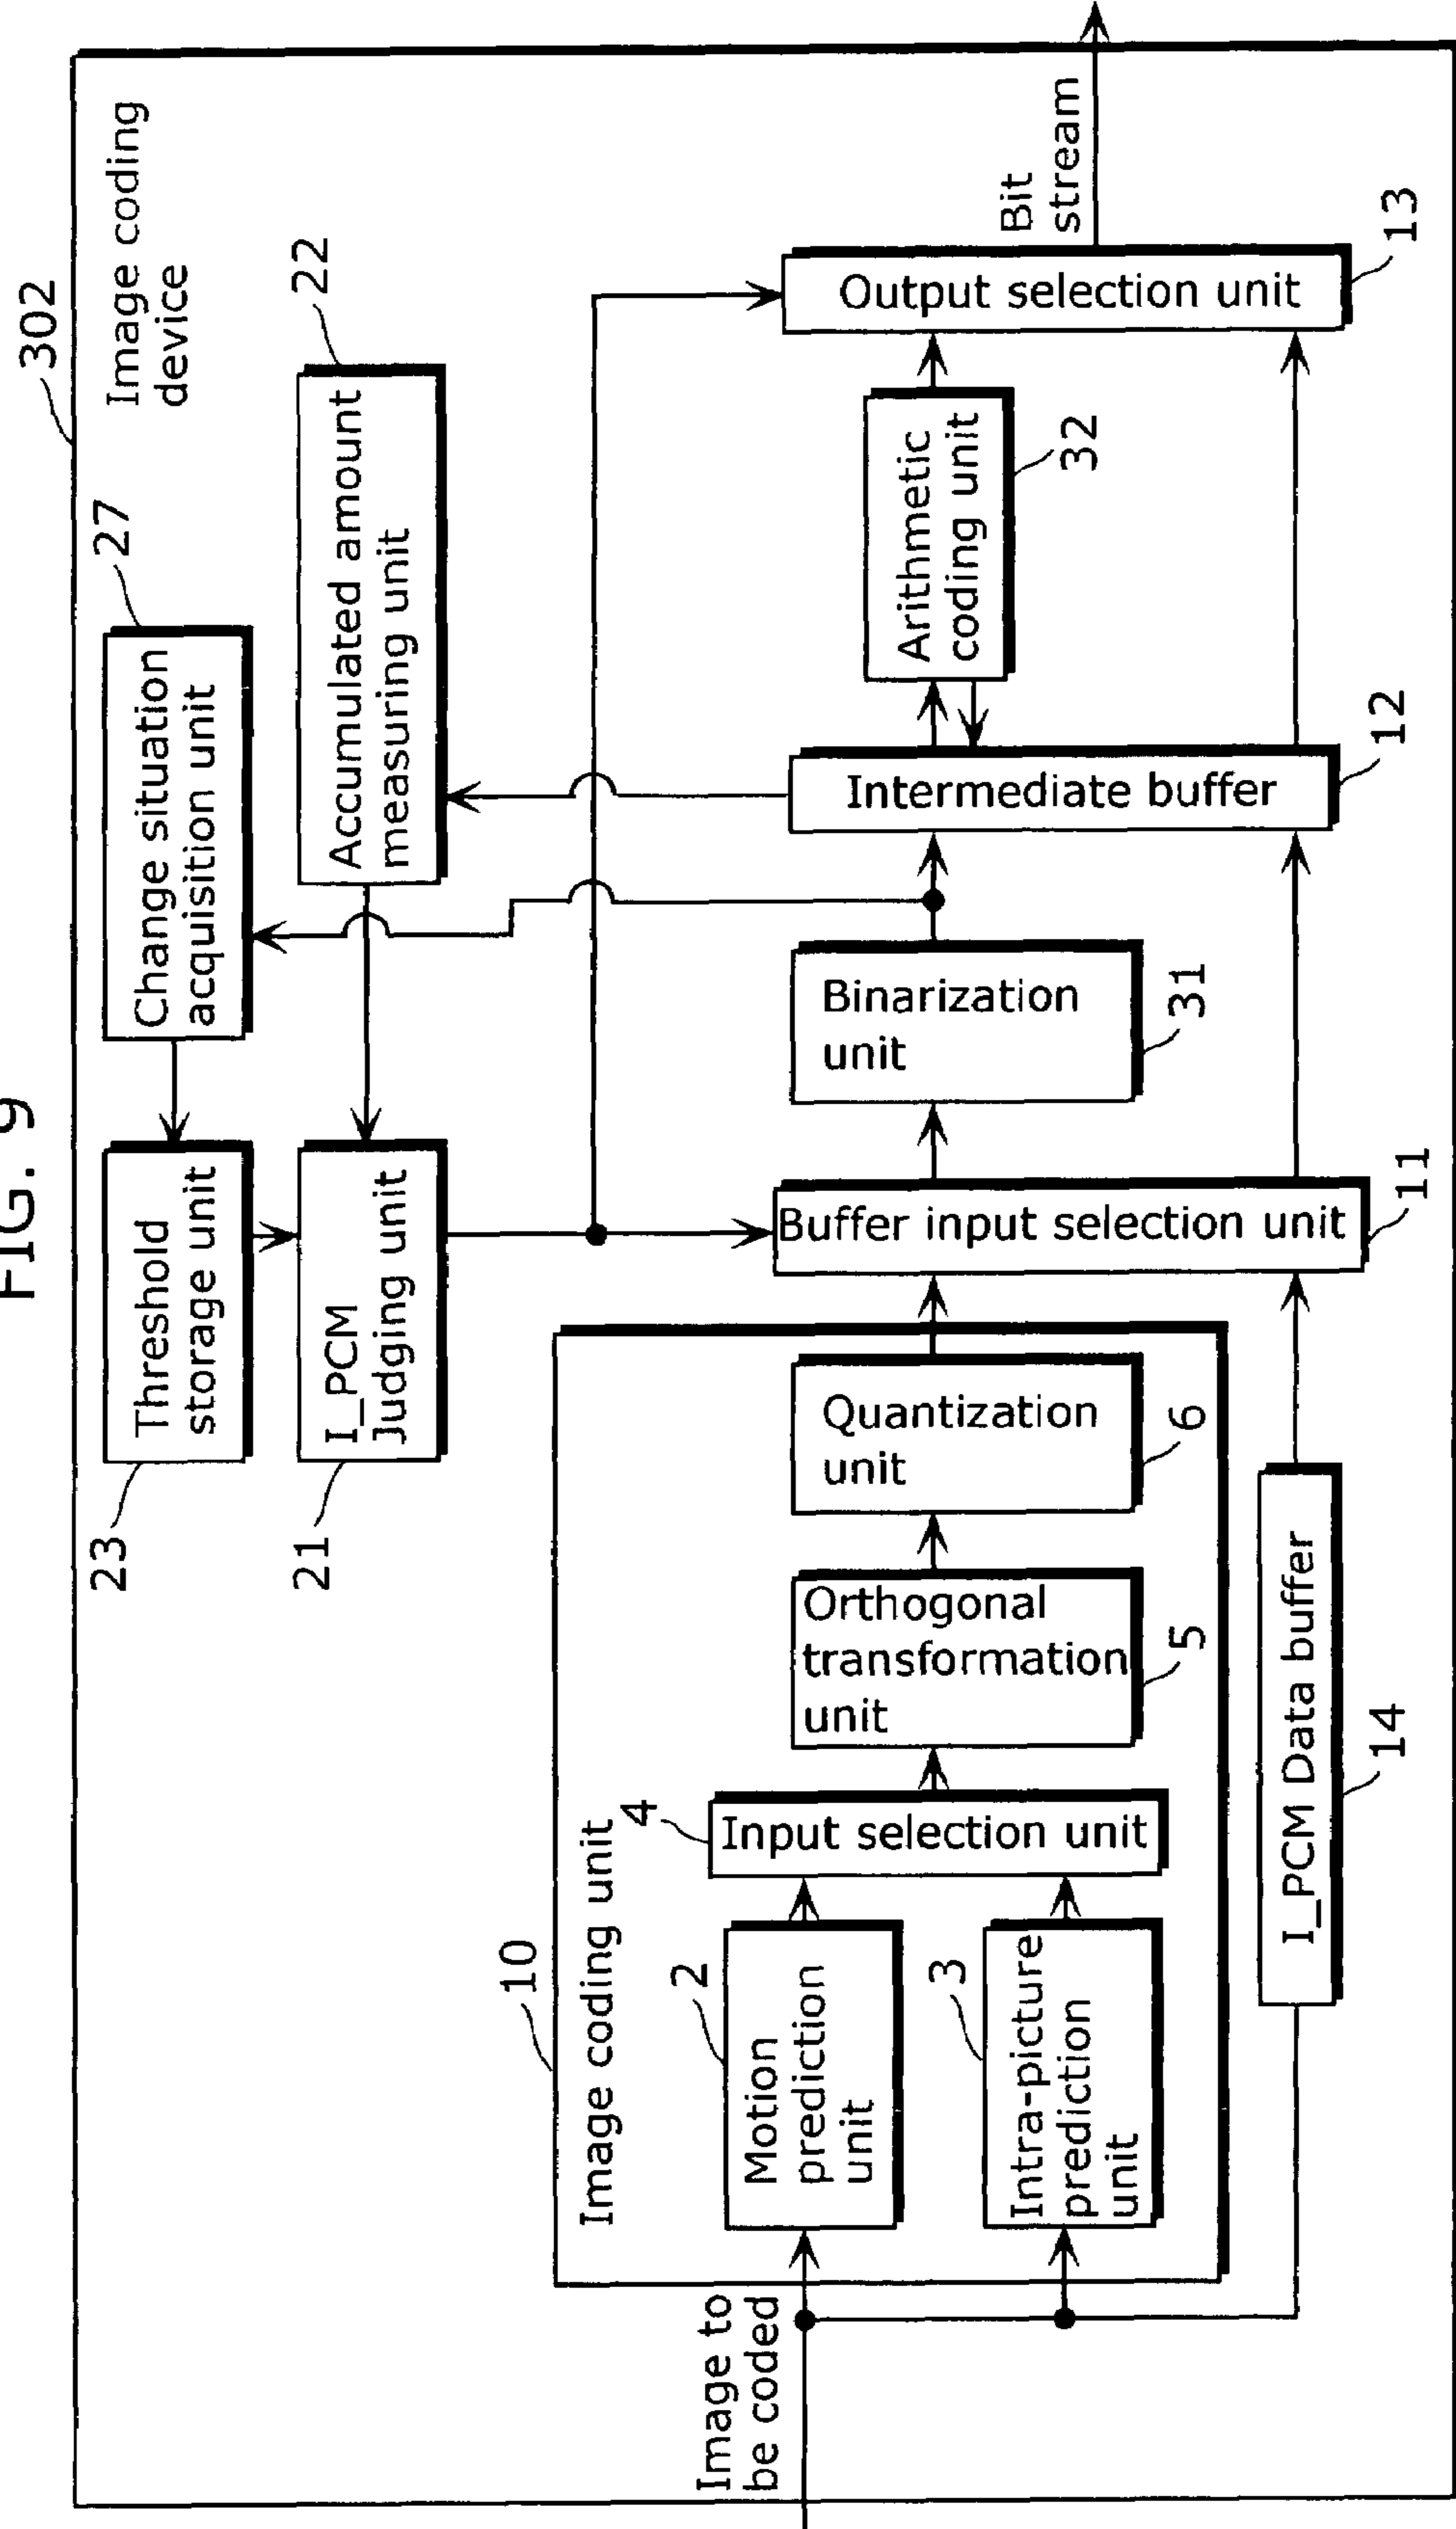 FIG. 9
302
Image coding
device
23
Threshold
storage unit
27
Change situation
acquisition unit
21
I_PCM
Judging unit
22
Accumulated amount
measuring unit
10
Image coding unit
Image to
be coded
2
Motion
prediction
unit
3
Intra-picture
prediction
unit
4
Input selection unit
Orthogonal
transformation
unit
5
Quantization
unit
6
Buffer input selection unit
11
Binarization
unit
31
Intermediate buffer
12
Arithmetic
coding unit
32
Output selection unit
13
Bit
stream
I_PCM Data buffer
14